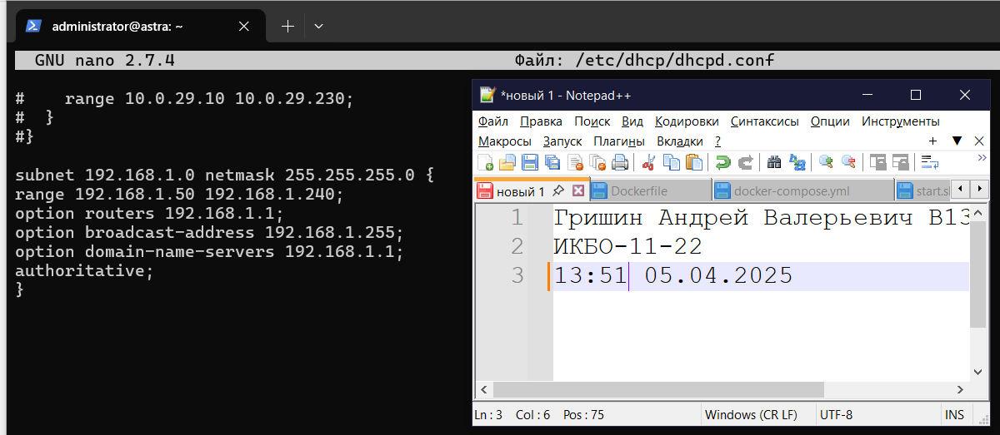 administrator@astra: ~
GNU nano 2.7.4 Файл: /etc/dhcp/dhcpd.conf
#    range 10.0.29.10 10.0.29.230;
#  }
#}
subnet 192.168.1.0 netmask 255.255.255.0 {
range 192.168.1.50 192.168.1.240;
option routers 192.168.1.1;
option broadcast-address 192.168.1.255;
option domain-name-servers 192.168.1.1;
authoritative;
}
*новый 1 - Notepad++
Файл Правка Поиск Вид Кодировки Синтаксисы Опции Инструменты
Макросы Запуск Плагины Вкладки ?
новый 1 Dockerfile docker-compose.yml start.s
1 Гришин Андрей Валерьевич В13
2 ИКБО-11-22
3 13:51 05.04.2025
Ln : 3 Col : 6 Pos : 75 Windows (CR LF) UTF-8 INS